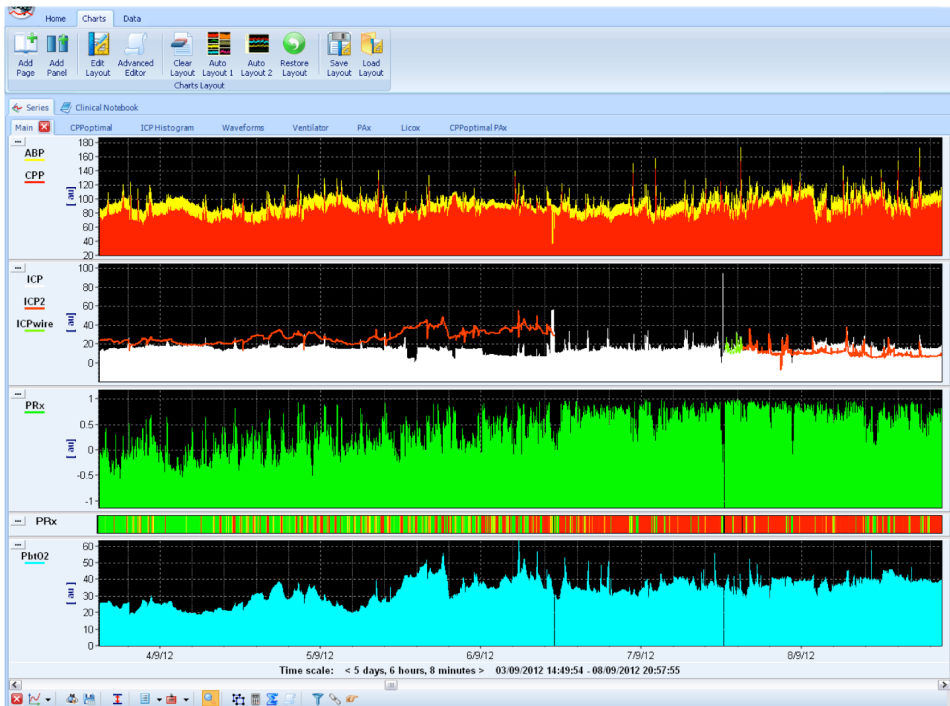 Home Charts Data
Add Page
Add Panel
Edit Layout
Advanced Editor
Clear Layout
Auto Layout 1
Auto Layout 2
Restore Layout
Save Layout
Load Layout
Charts Layout
Series Clinical Notebook
Main CPPoptimal ICP Histogram Waveforms Ventilator PAx Licox CPPoptimal PAx
ABP
CPP
[ au ]
180
160
140
120
100
80
60
40
20
ICP
ICP2
ICPwire
[ au ]
100
80
60
40
20
0
PRx
[ au ]
1
0.5
0
-0.5
-1
PRx
PbtO2
[ au ]
60
50
40
30
20
10
0
4/9/12 5/9/12 6/9/12 7/9/12 8/9/12
Time scale: < 5 days, 6 hours, 8 minutes > 03/09/2012 14:49:54 - 08/09/2012 20:57:55